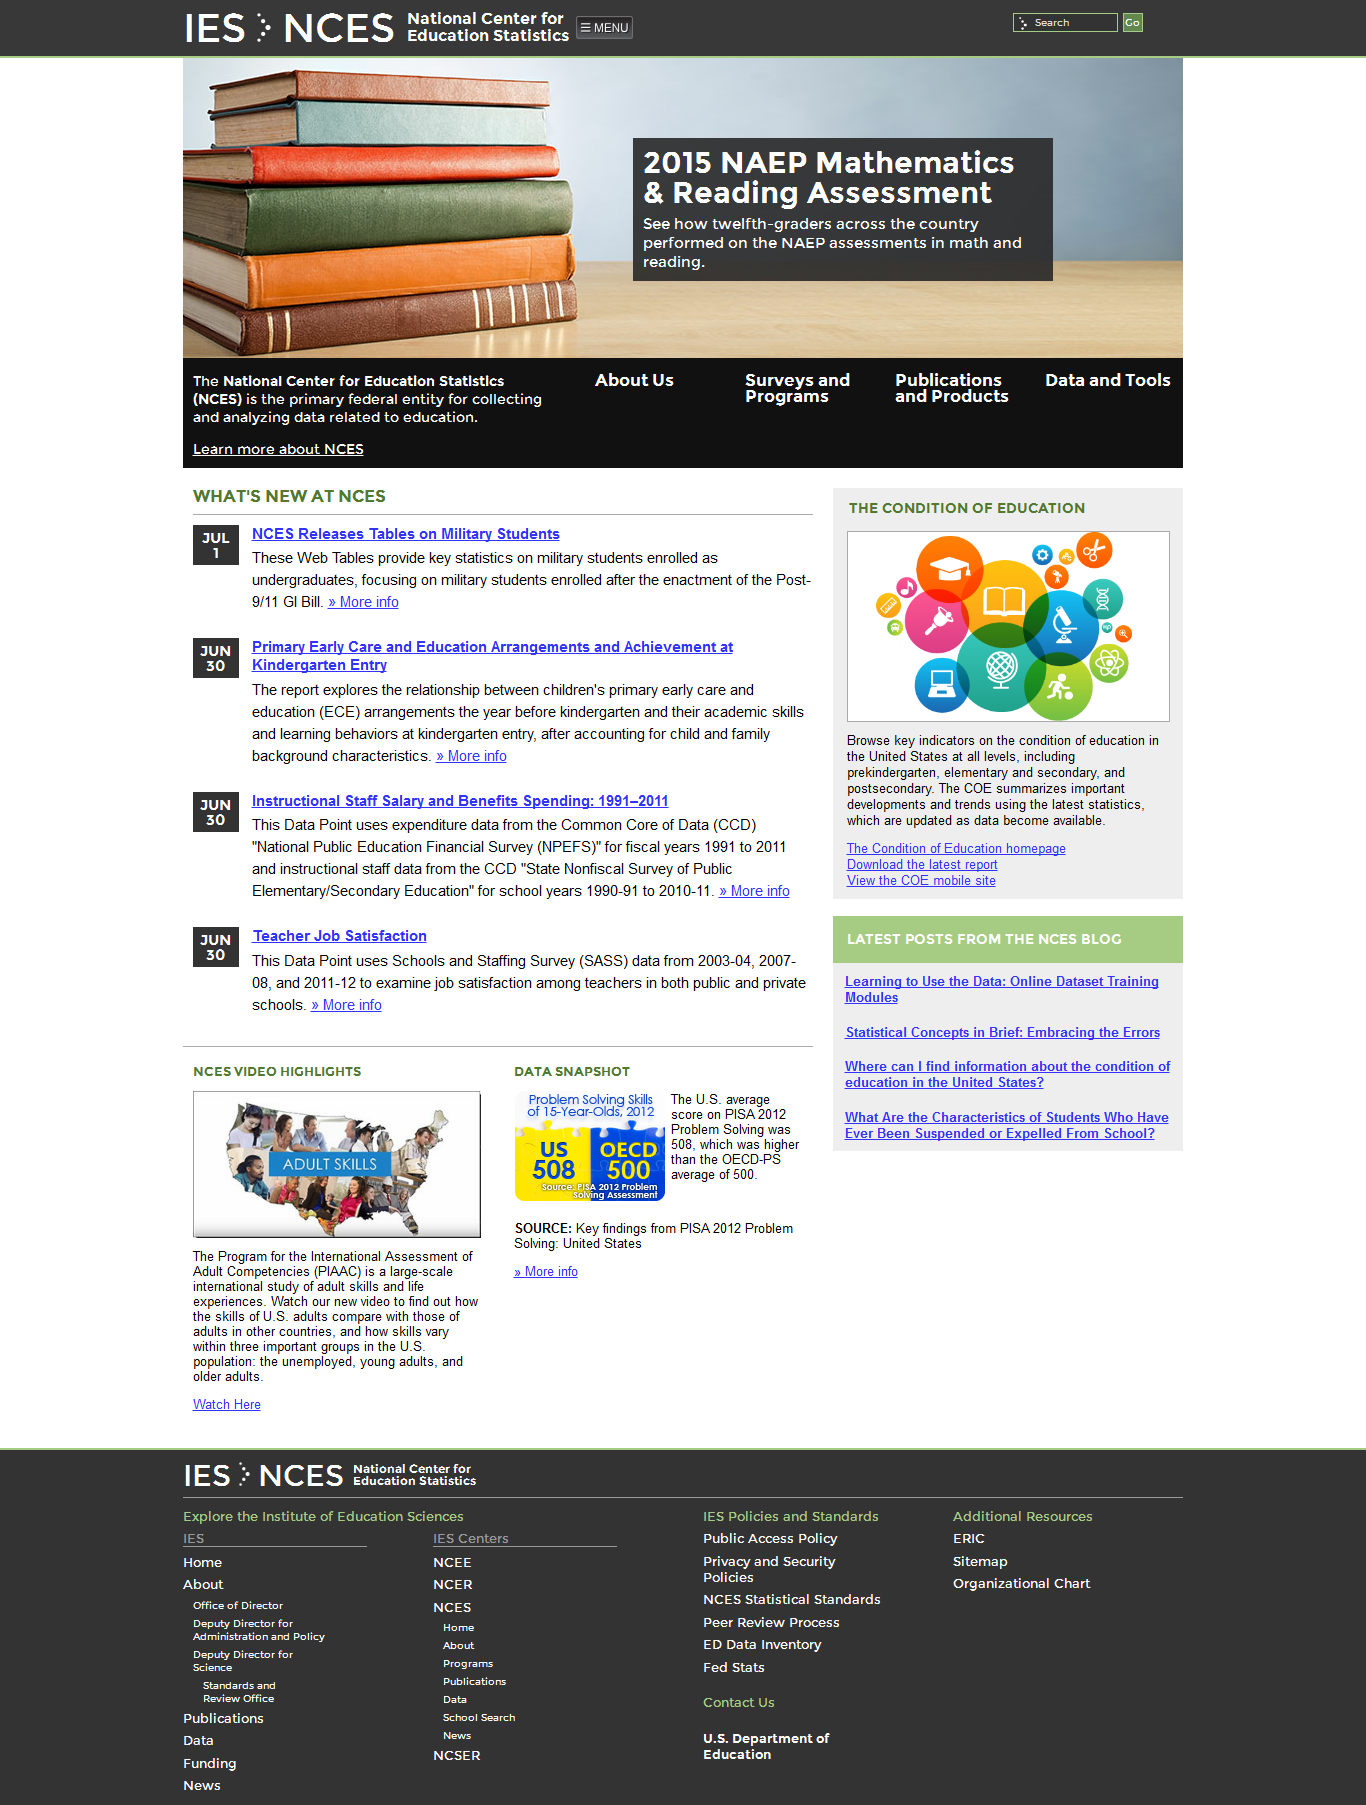 IES NCES National Center for Education Statistics
MENU
Search
Go
2015 NAEP Mathematics
& Reading Assessment
See how twelfth-graders across the country
performed on the NAEP assessments in math and
reading.
The National Center for Education Statistics
(NCES) is the primary federal entity for collecting
and analyzing data related to education.
Learn more about NCES
About Us
Surveys and
Programs
Publications
and Products
Data and Tools
WHAT'S NEW AT NCES
JUL
1
NCES Releases Tables on Military Students
These Web Tables provide key statistics on military students enrolled as
undergraduates, focusing on military students enrolled after the enactment of the Post-
9/11 GI Bill. » More info
JUN
30
Primary Early Care and Education Arrangements and Achievement at
Kindergarten Entry
The report explores the relationship between children's primary early care and
education (ECE) arrangements the year before kindergarten and their academic skills
and learning behaviors at kindergarten entry, after accounting for child and family
background characteristics. » More info
JUN
30
Instructional Staff Salary and Benefits Spending: 1991–2011
This Data Point uses expenditure data from the Common Core of Data (CCD)
"National Public Education Financial Survey (NPEFS)" for fiscal years 1991 to 2011
and instructional staff data from the CCD "State Nonfiscal Survey of Public
Elementary/Secondary Education" for school years 1990-91 to 2010-11. » More info
JUN
30
Teacher Job Satisfaction
This Data Point uses Schools and Staffing Survey (SASS) data from 2003-04, 2007-
08, and 2011-12 to examine job satisfaction among teachers in both public and private
schools. » More info
THE CONDITION OF EDUCATION
Browse key indicators on the condition of education in
the United States at all levels, including
prekindergarten, elementary and secondary, and
postsecondary. The COE summarizes important
developments and trends using the latest statistics,
which are updated as data become available.
The Condition of Education homepage
Download the latest report
View the COE mobile site
LATEST POSTS FROM THE NCES BLOG
Learning to Use the Data: Online Dataset Training
Modules
Statistical Concepts in Brief: Embracing the Errors
Where can I find information about the condition of
education in the United States?
What Are the Characteristics of Students Who Have
Ever Been Suspended or Expelled From School?
NCES VIDEO HIGHLIGHTS
ADULT SKILLS
The Program for the International Assessment of
Adult Competencies (PIAAC) is a large-scale
international study of adult skills and life
experiences. Watch our new video to find out how
the skills of U.S. adults compare with those of
adults in other countries, and how skills vary
within three important groups in the U.S.
population: the unemployed, young adults, and
older adults.
Watch Here
DATA SNAPSHOT
Problem Solving Skills
of 15-Year-Olds, 2012
US
508
OECD
500
Source: PISA 2012 Problem
Solving Assessment
The U.S. average
score on PISA 2012
Problem Solving was
508, which was higher
than the OECD-PS
average of 500.
SOURCE: Key findings from PISA 2012 Problem
Solving: United States
» More info
IES NCES National Center for Education Statistics
Explore the Institute of Education Sciences
IES
Home
About
Office of Director
Deputy Director for
Administration and Policy
Deputy Director for
Science
Standards and
Review Office
Publications
Data
Funding
News
IES Centers
NCEE
NCER
NCES
Home
About
Programs
Publications
Data
School Search
News
NCSER
IES Policies and Standards
Public Access Policy
Privacy and Security
Policies
NCES Statistical Standards
Peer Review Process
ED Data Inventory
Fed Stats
Contact Us
U.S. Department of
Education
Additional Resources
ERIC
Sitemap
Organizational Chart